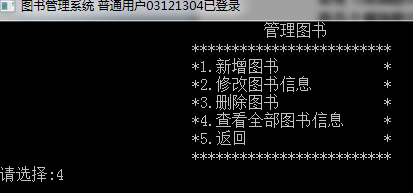 图书管理系统 普通用户03121304已登录
管理图书
*************************
*1.新增图书 *
*2.修改图书信息 *
*3.删除图书 *
*4.查看全部图书信息 *
*5.返回 *
*************************
请选择:4